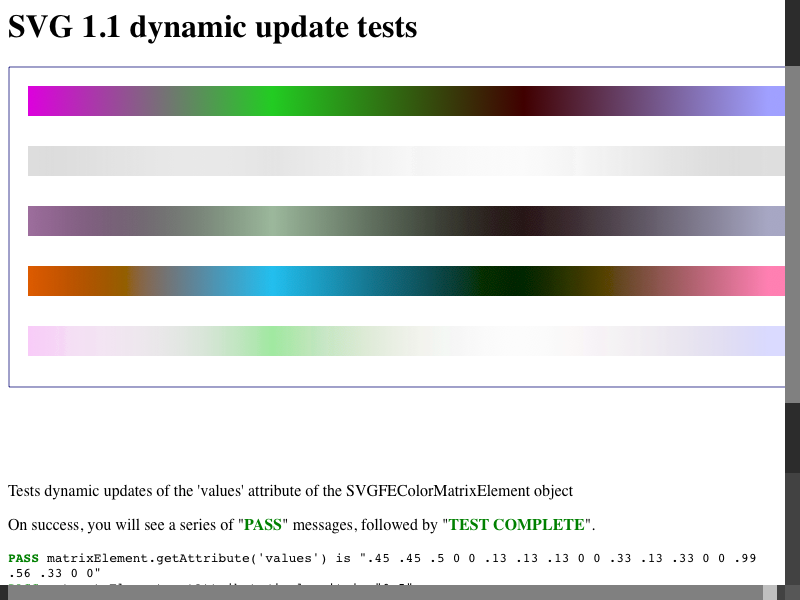 SVG 1.1 dynamic update tests
Tests dynamic updates of the 'values' attribute of the SVGFEColorMatrixElement object
On success, you will see a series of "PASS" messages, followed by "TEST COMPLETE".
PASS matrixElement.getAttribute('values') is ".45 .45 .5 0 0 .13 .13 .13 0 0 .33 .13 .33 0 0 .99
.56 .33 0 0"